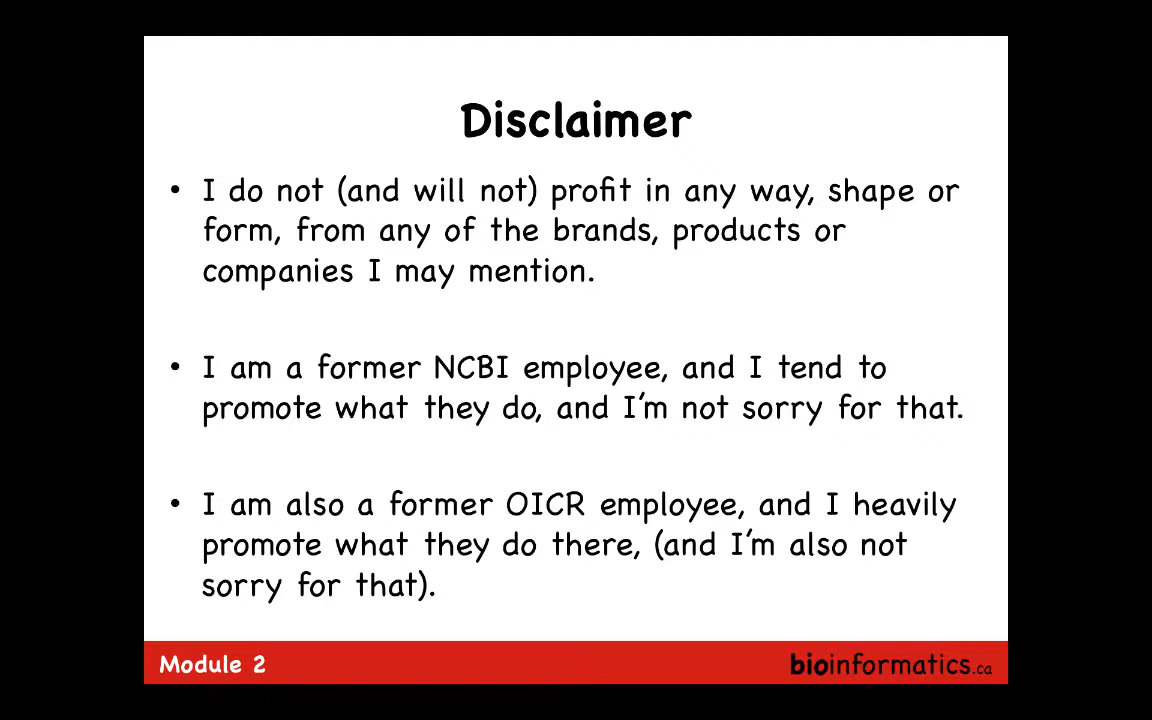 Disclaimer
• I do not (and will not) profit in any way, shape or
form, from any of the brands, products or
companies I may mention.
• I am a former NCBI employee, and I tend to
promote what they do, and I’m not sorry for that.
• I am also a former OICR employee, and I heavily
promote what they do there, (and I’m also not
sorry for that).
Module 2
bioinformatics.ca